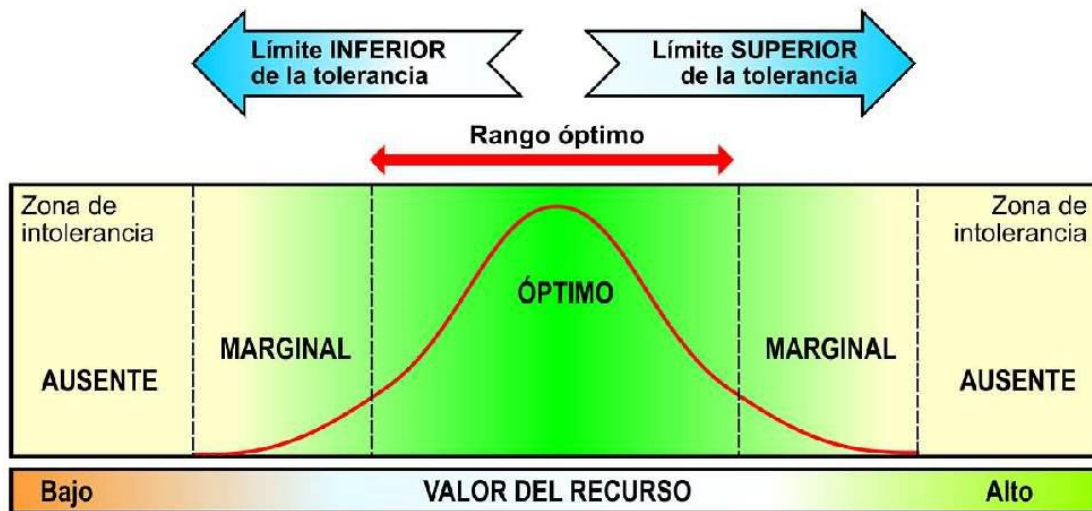 Límite INFERIOR
de la tolerancia
Límite SUPERIOR
de la tolerancia
Rango óptimo
Zona de
intolerancia
Zona de
intolerancia
ÓPTIMO
MARGINAL
MARGINAL
AUSENTE
AUSENTE
Bajo
VALOR DEL RECURSO
Alto